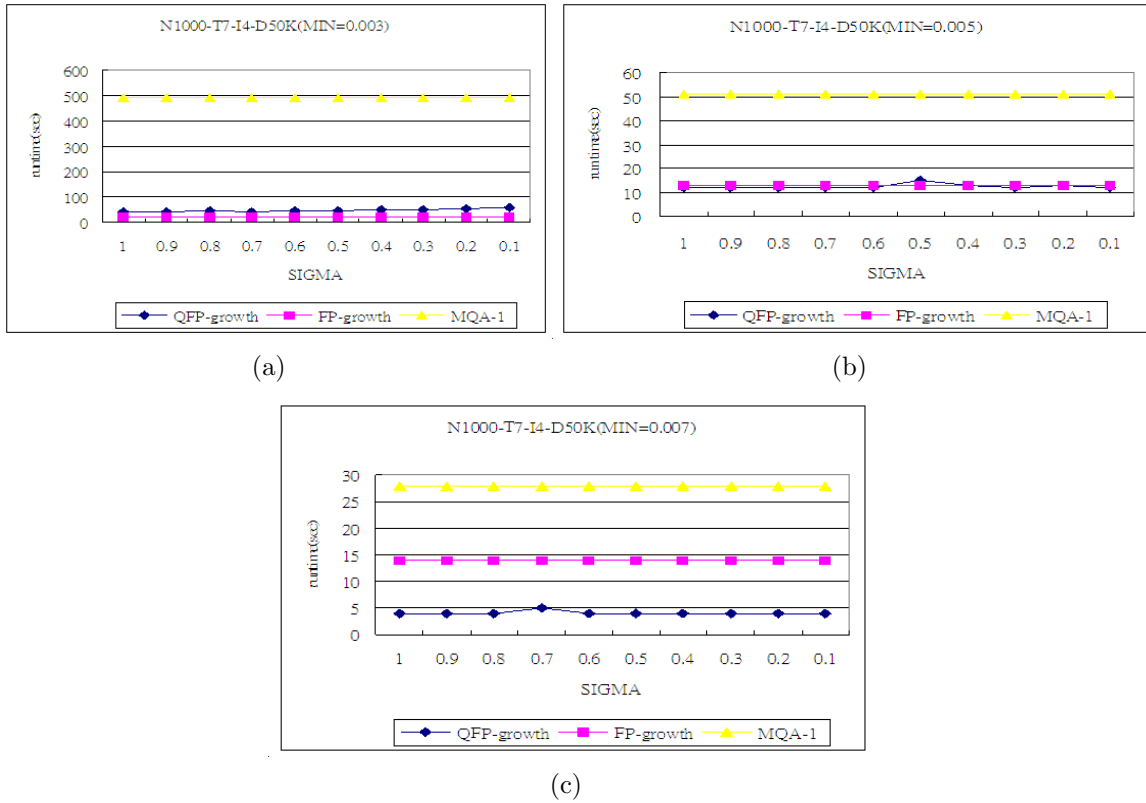 N1000-T7-I4-D50K(MIN=0.003)
runtime(sec)
600
500
400
300
200
100
0
1 0.9 0.8 0.7 0.6 0.5 0.4 0.3 0.2 0.1
SIGMA
QFP-growth FP-growth MQA-1
(a)
N1000-T7-I4-D50K(MIN=0.005)
runtime(sec)
60
50
40
30
20
10
0
1 0.9 0.8 0.7 0.6 0.5 0.4 0.3 0.2 0.1
SIGMA
QFP-growth FP-growth MQA-1
(b)
N1000-T7-I4-D50K(MIN=0.007)
runtime(sec)
30
25
20
15
10
5
0
1 0.9 0.8 0.7 0.6 0.5 0.4 0.3 0.2 0.1
SIGMA
QFP-growth FP-growth MQA-1
(c)